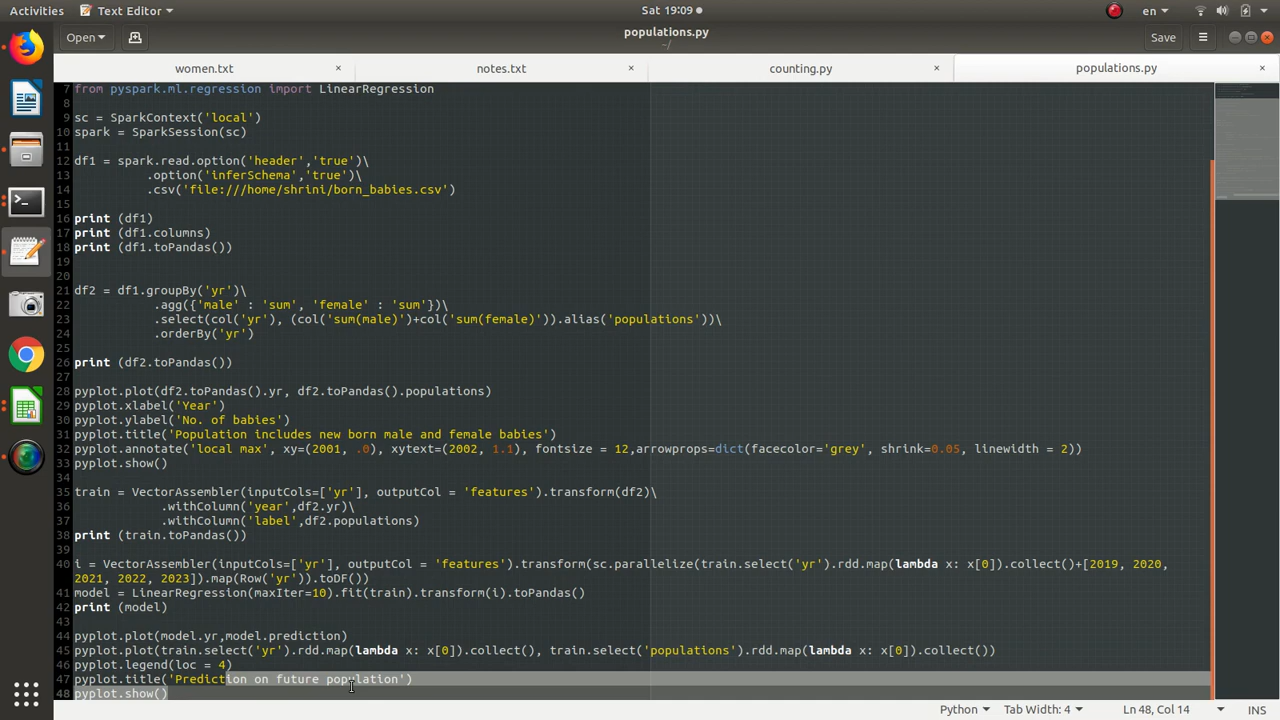 Activities
Text Editor
Sat 19:09
en
Open
populations.py
~/
Save
women.txt
notes.txt
counting.py
populations.py
7 from pyspark.ml.regression import LinearRegression
8
9 sc = SparkContext('local')
10 spark = SparkSession(sc)
11
12 df1 = spark.read.option('header','true')\
13 .option('inferSchema','true')\
14 .csv('file:///home/shrini/born_babies.csv')
15
16 print (df1)
17 print (df1.columns)
18 print (df1.toPandas())
19
20
21 df2 = df1.groupBy('yr')\
22 .agg({'male' : 'sum', 'female' : 'sum'})\
23 .select(col('yr'), (col('sum(male)')+col('sum(female)')).alias('populations'))\
24 .orderBy('yr')
25
26 print (df2.toPandas())
27
28 pyplot.plot(df2.toPandas().yr, df2.toPandas().populations)
29 pyplot.xlabel('Year')
30 pyplot.ylabel('No. of babies')
31 pyplot.title('Population includes new born male and female babies')
32 pyplot.annotate('local max', xy=(2001, .0), xytext=(2002, 1.1), fontsize = 12,arrowprops=dict(facecolor='grey', shrink=0.05, linewidth = 2))
33 pyplot.show()
34
35 train = VectorAssembler(inputCols=['yr'], outputCol = 'features').transform(df2)\
36 .withColumn('year',df2.yr)\
37 .withColumn('label',df2.populations)
38 print (train.toPandas())
39
40 i = VectorAssembler(inputCols=['yr'], outputCol = 'features').transform(sc.parallelize(train.select('yr').rdd.map(lambda x: x[0]).collect()+[2019, 2020,
2021, 2022, 2023]).map(Row('yr')).toDF())
41 model = LinearRegression(maxIter=10).fit(train).transform(i).toPandas()
42 print (model)
43
44 pyplot.plot(model.yr,model.prediction)
45 pyplot.plot(train.select('yr').rdd.map(lambda x: x[0]).collect(), train.select('populations').rdd.map(lambda x: x[0]).collect())
46 pyplot.legend(loc = 4)
47 pyplot.title('Prediction on future population')
48 pyplot.show()
Python
Tab Width: 4
Ln 48, Col 14
INS